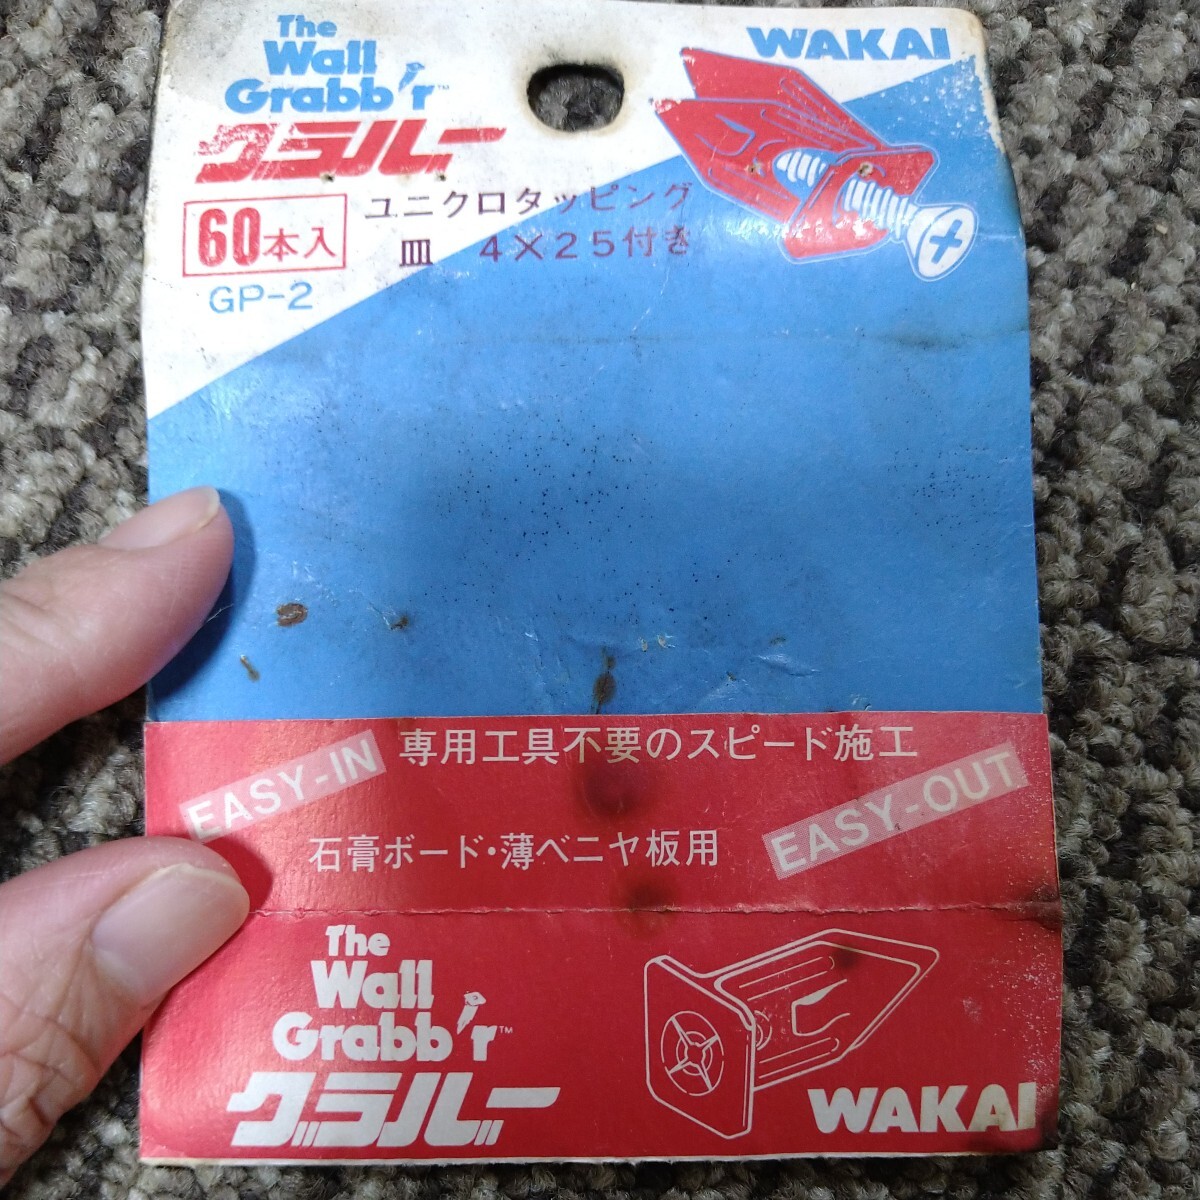 The
Wall
Grabb'r™
グラルー
WAKAI
60本入
ユニクロタッピング
皿 4×25付き
GP-2
専用工具不要のスピード施工
EASY-IN
EASY-OUT
石膏ボード・薄ベニヤ板用
The
Wall
Grabb'r™
グラルー
WAKAI